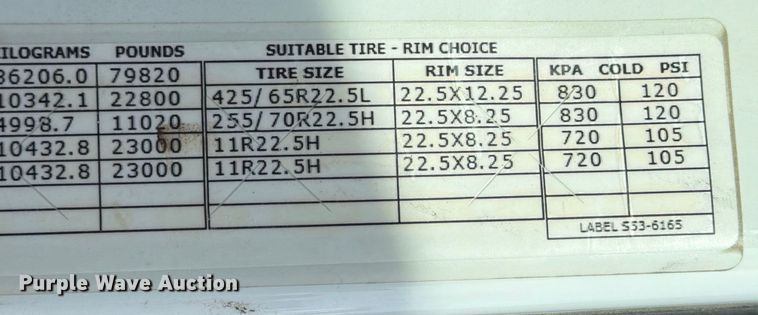 KILOGRAMS POUNDS SUITABLE TIRE - RIM CHOICE
36206.0 79820 TIRE SIZE RIM SIZE KPA COLD PSI
10342.1 22800 425/65R22.5L 22.5X12.25 830 120
4998.7 11020 255/70R22.5H 22.5X8.25 830 120
10432.8 23000 11R22.5H 22.5X8.25 720 105
10432.8 23000 11R22.5H 22.5X8.25 720 105
LABEL S53-6165
Purple Wave Auction